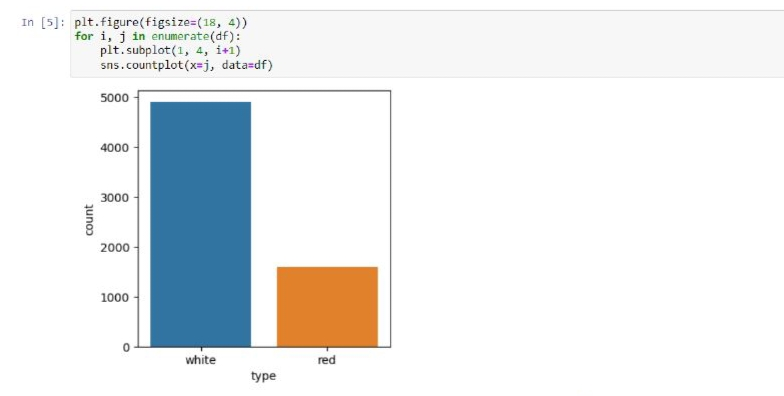 In [5]: plt.figure(figsize=(18, 4))
for i, j in enumerate(df):
    plt.subplot(1, 4, i+1)
    sns.countplot(x=j, data=df)
5000
4000
3000
2000
1000
0
count
white red
type